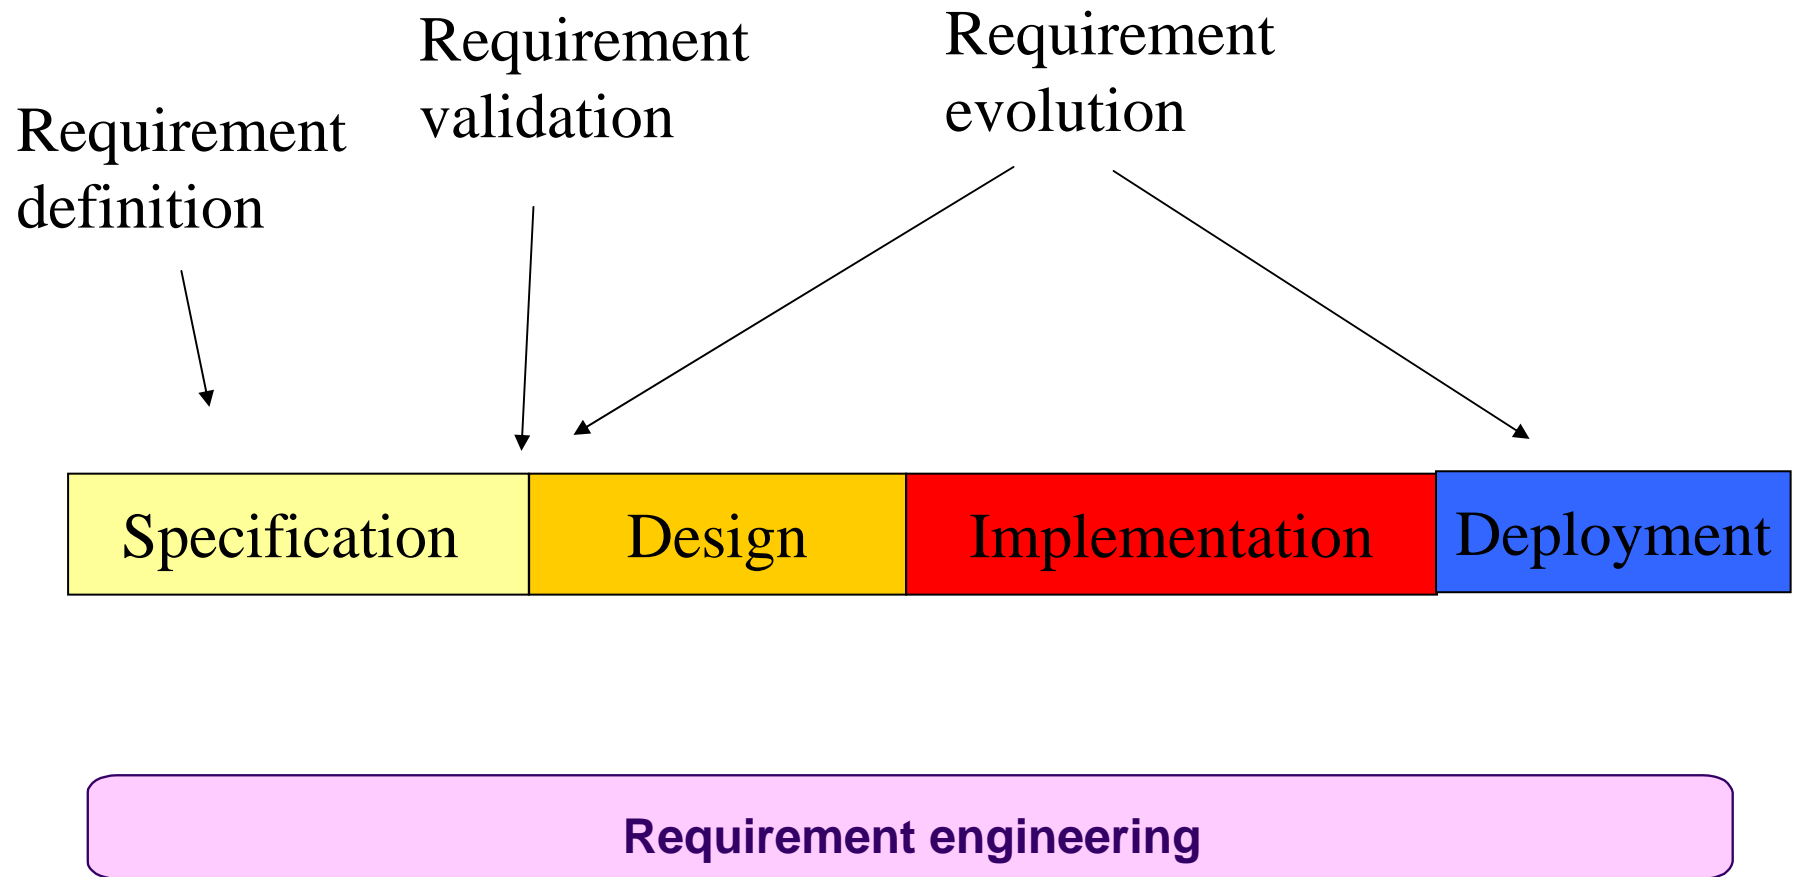 Requirement
definition
Requirement
validation
Requirement
evolution
Specification
Design
Implementation
Deployment
Requirement engineering